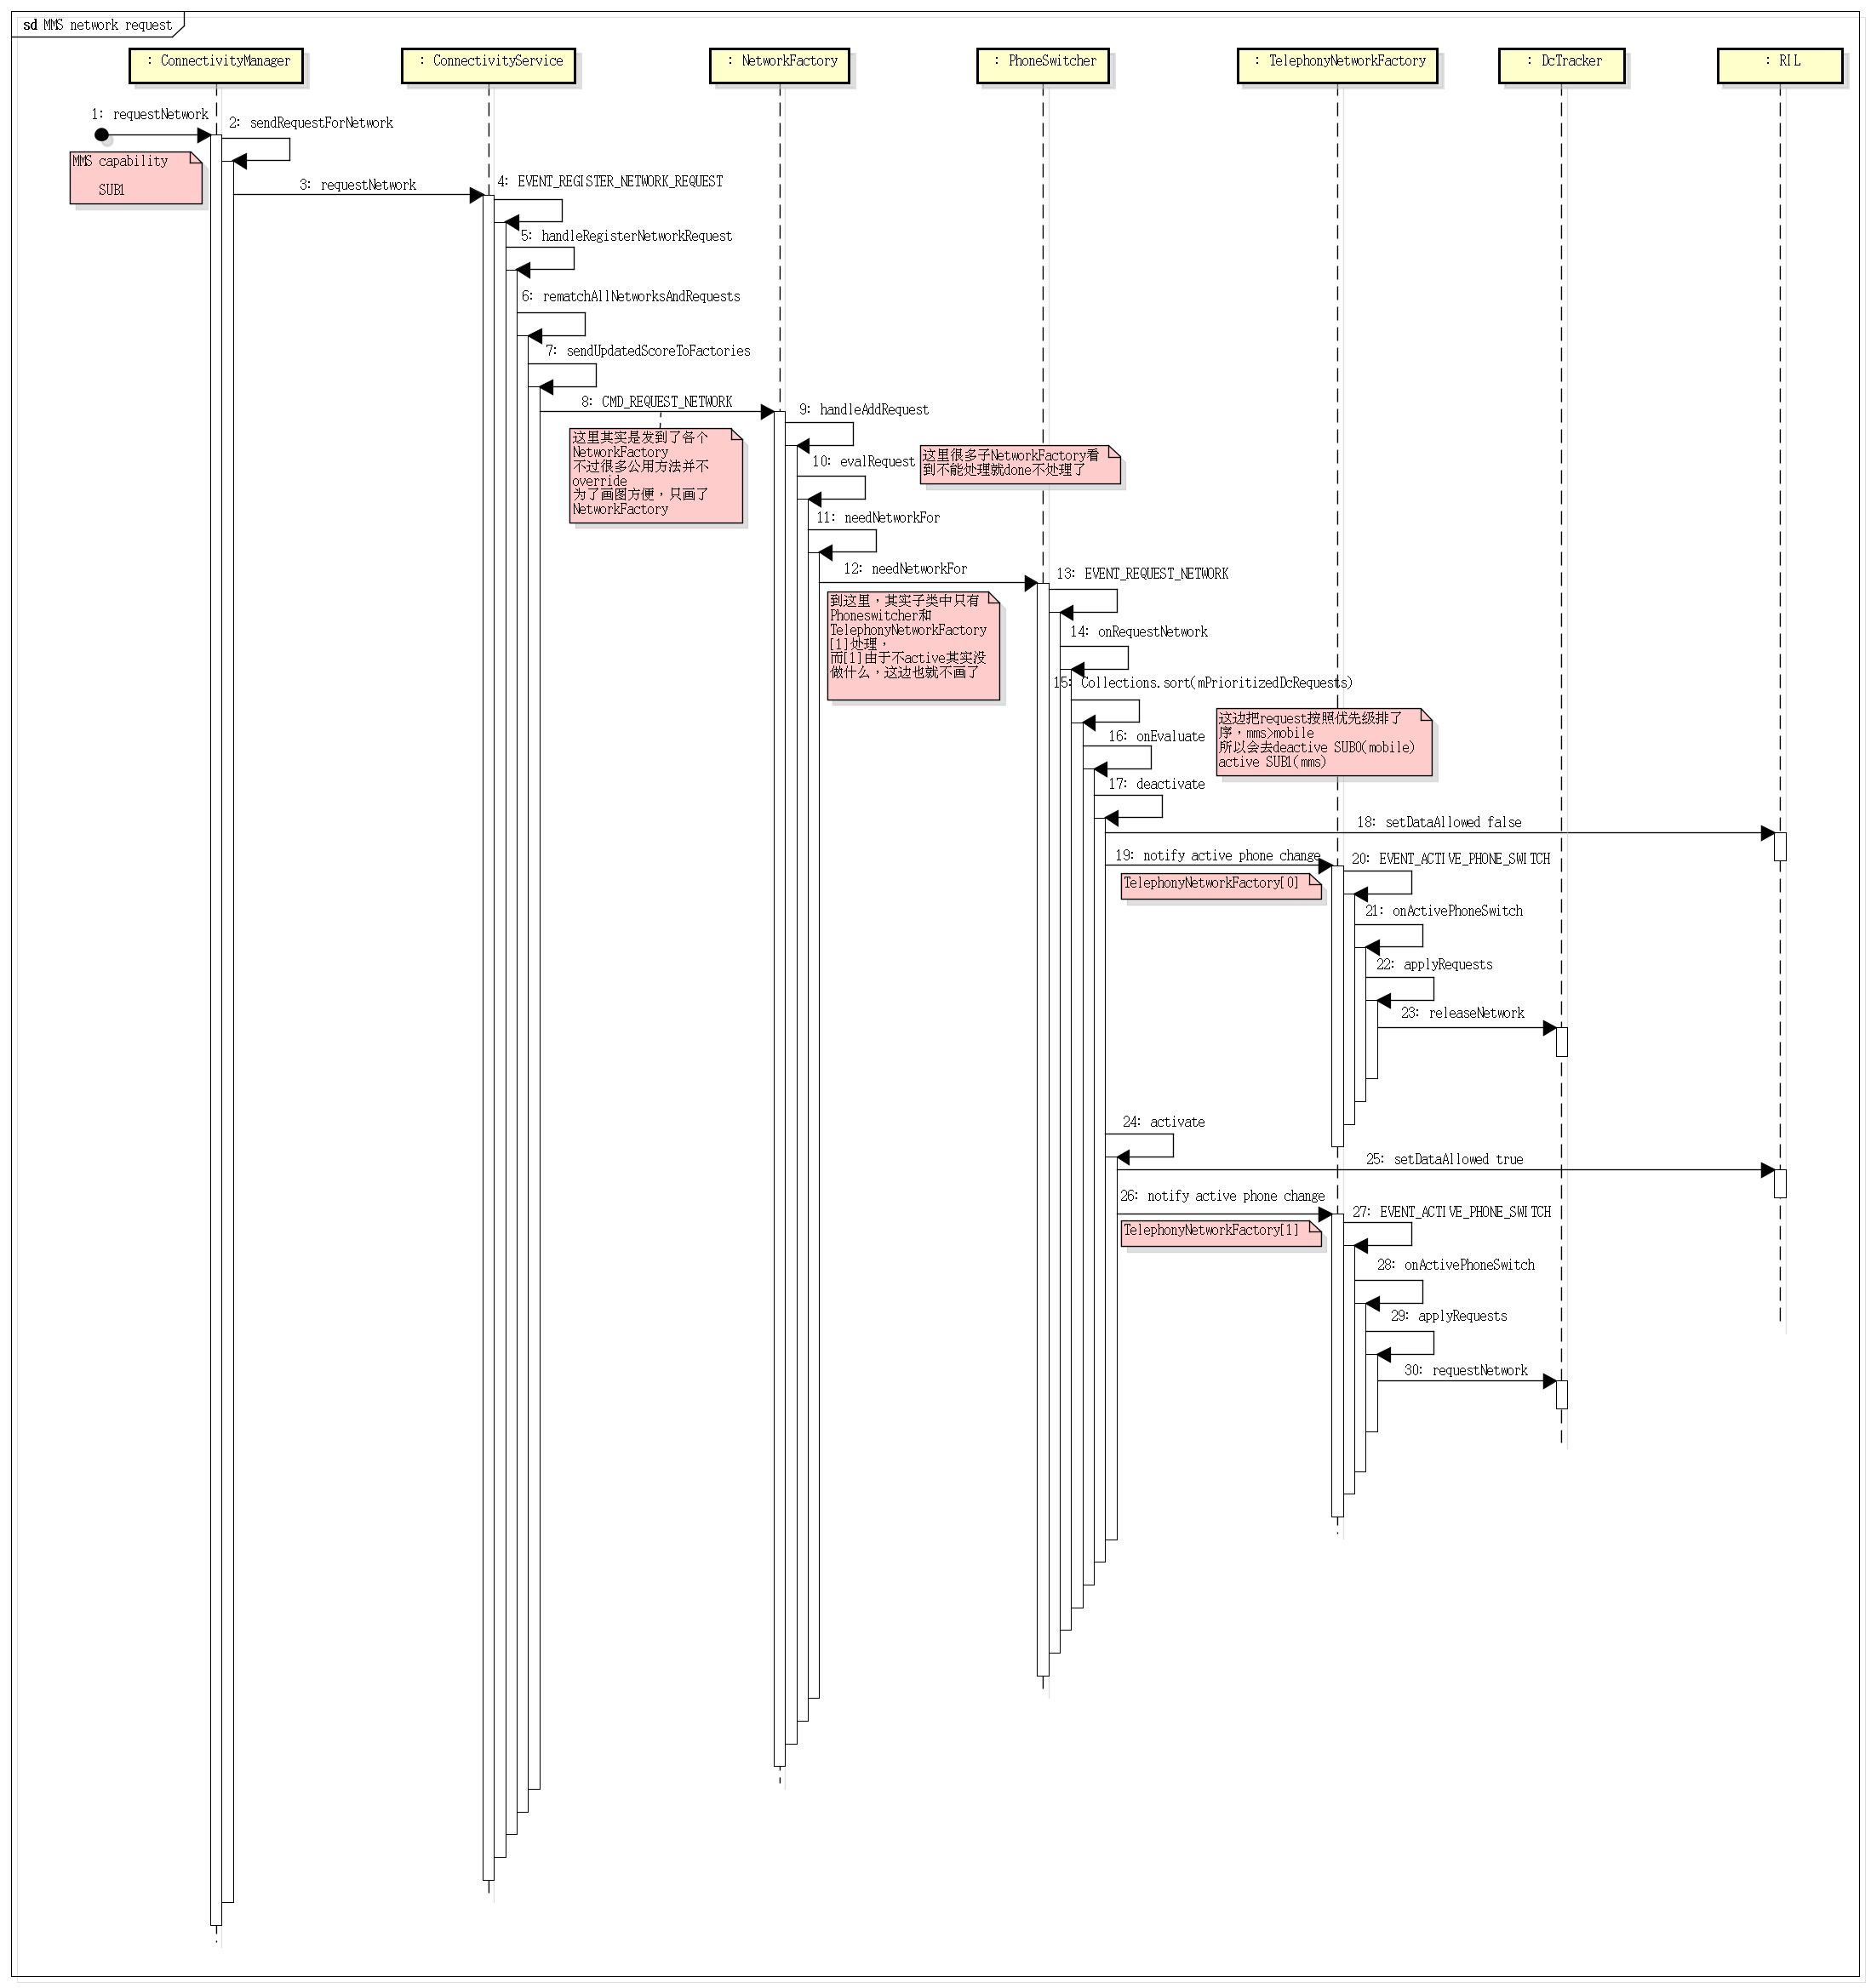 sd MMS network request
: ConnectivityManager
: ConnectivityService
: NetworkFactory
: PhoneSwitcher
: TelephonyNetworkFactory
: DcTracker
: RIL
1: requestNetwork
2: sendRequestForNetwork
MMS capability
SUB1
3: requestNetwork
4: EVENT_REGISTER_NETWORK_REQUEST
5: handleRegisterNetworkRequest
6: rematchAllNetworksAndRequests
7: sendUpdatedScoreToFactories
8: CMD_REQUEST_NETWORK
这里其实是发到了各个
NetworkFactory
不过很多公用方法并不
override
为了画图方便，只画了
NetworkFactory
9: handleAddRequest
10: evalRequest
这里很多子NetworkFactory看
到不能处理就done不处理了
11: needNetworkFor
12: needNetworkFor
到这里，其实子类中只有
Phoneswitcher和
TelephonyNetworkFactory
[1]处理，
而[1]由于不active其实没
做什么，这边也就不画了
13: EVENT_REQUEST_NETWORK
14: onRequestNetwork
15: Collections.sort(mPrioritizedDcRequests)
这边把request按照优先级排了
序，mms>mobile
所以会去deactive SUB0(mobile)
active SUB1(mms)
16: onEvaluate
17: deactivate
18: setDataAllowed false
19: notify active phone change
TelephonyNetworkFactory[0]
20: EVENT_ACTIVE_PHONE_SWITCH
21: onActivePhoneSwitch
22: applyRequests
23: releaseNetwork
24: activate
25: setDataAllowed true
26: notify active phone change
TelephonyNetworkFactory[1]
27: EVENT_ACTIVE_PHONE_SWITCH
28: onActivePhoneSwitch
29: applyRequests
30: requestNetwork